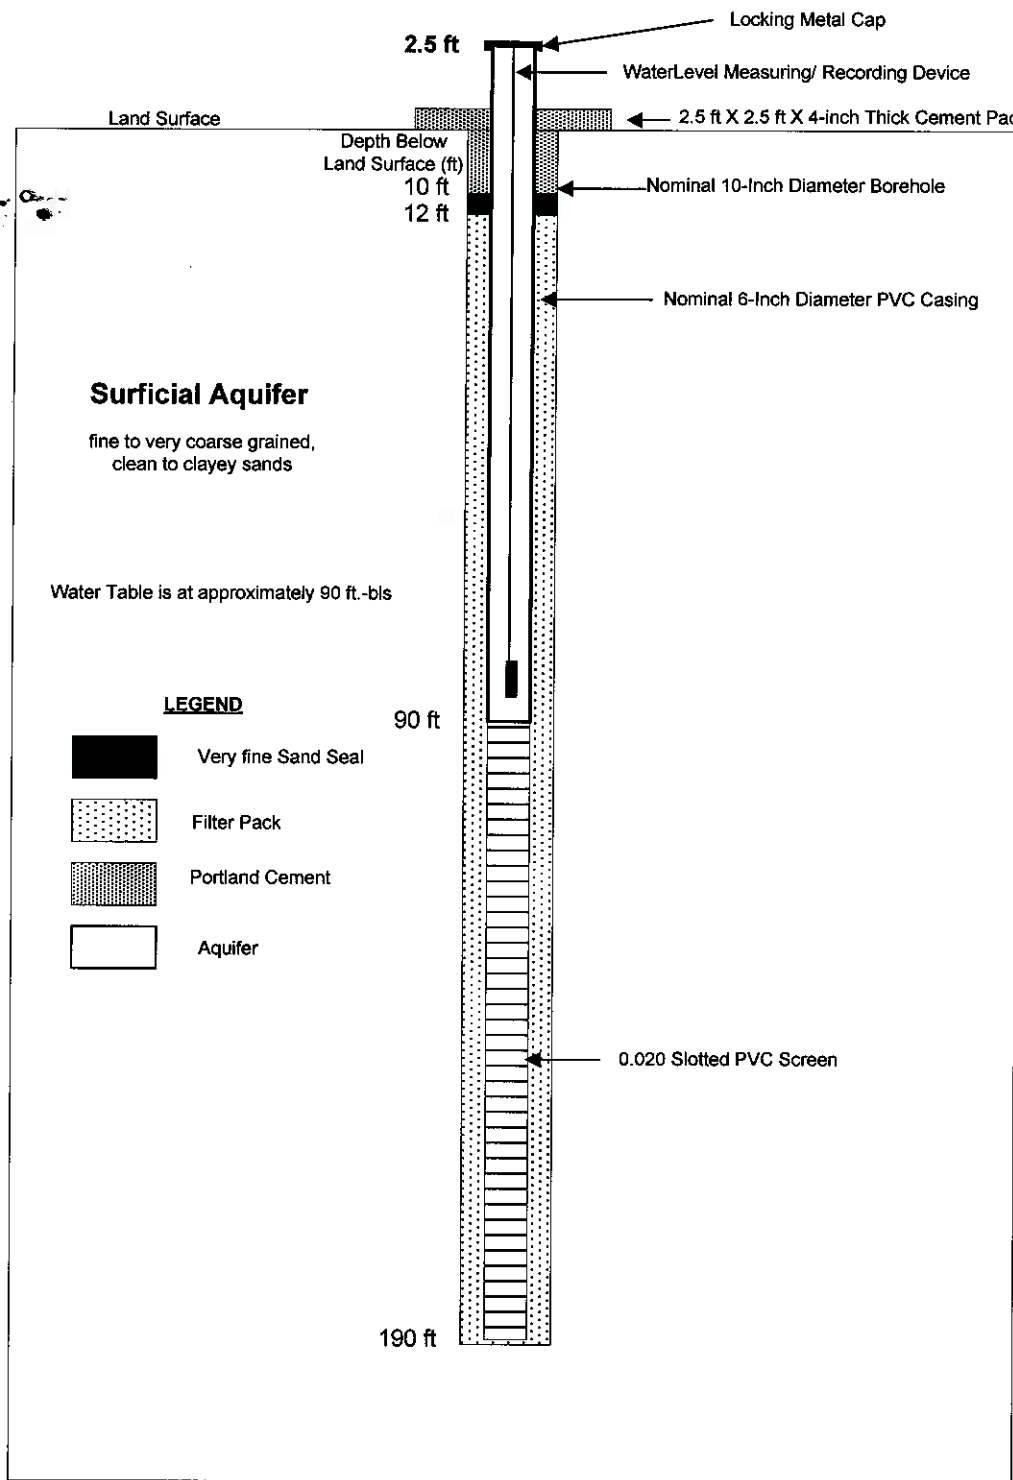 Locking Metal Cap
2.5 ft
WaterLevel Measuring/ Recording Device
Land Surface
2.5 ft X 2.5 ft X 4-inch Thick Cement Pad
Depth Below
Land Surface (ft)
10 ft
Nominal 10-Inch Diameter Borehole
12 ft
Nominal 6-Inch Diameter PVC Casing
Surficial Aquifer
fine to very coarse grained,
clean to clayey sands
Water Table is at approximately 90 ft.-bls
LEGEND
90 ft
Very fine Sand Seal
Filter Pack
Portland Cement
Aquifer
0.020 Slotted PVC Screen
190 ft